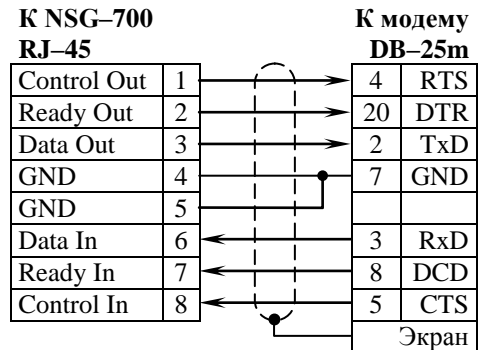 К NSG–700 К модему
RJ–45 DB–25m
Control Out 1 4 RTS
Ready Out 2 20 DTR
Data Out 3 2 TxD
GND 4 7 GND
GND 5
Data In 6 3 RxD
Ready In 7 8 DCD
Control In 8 5 CTS
Экран